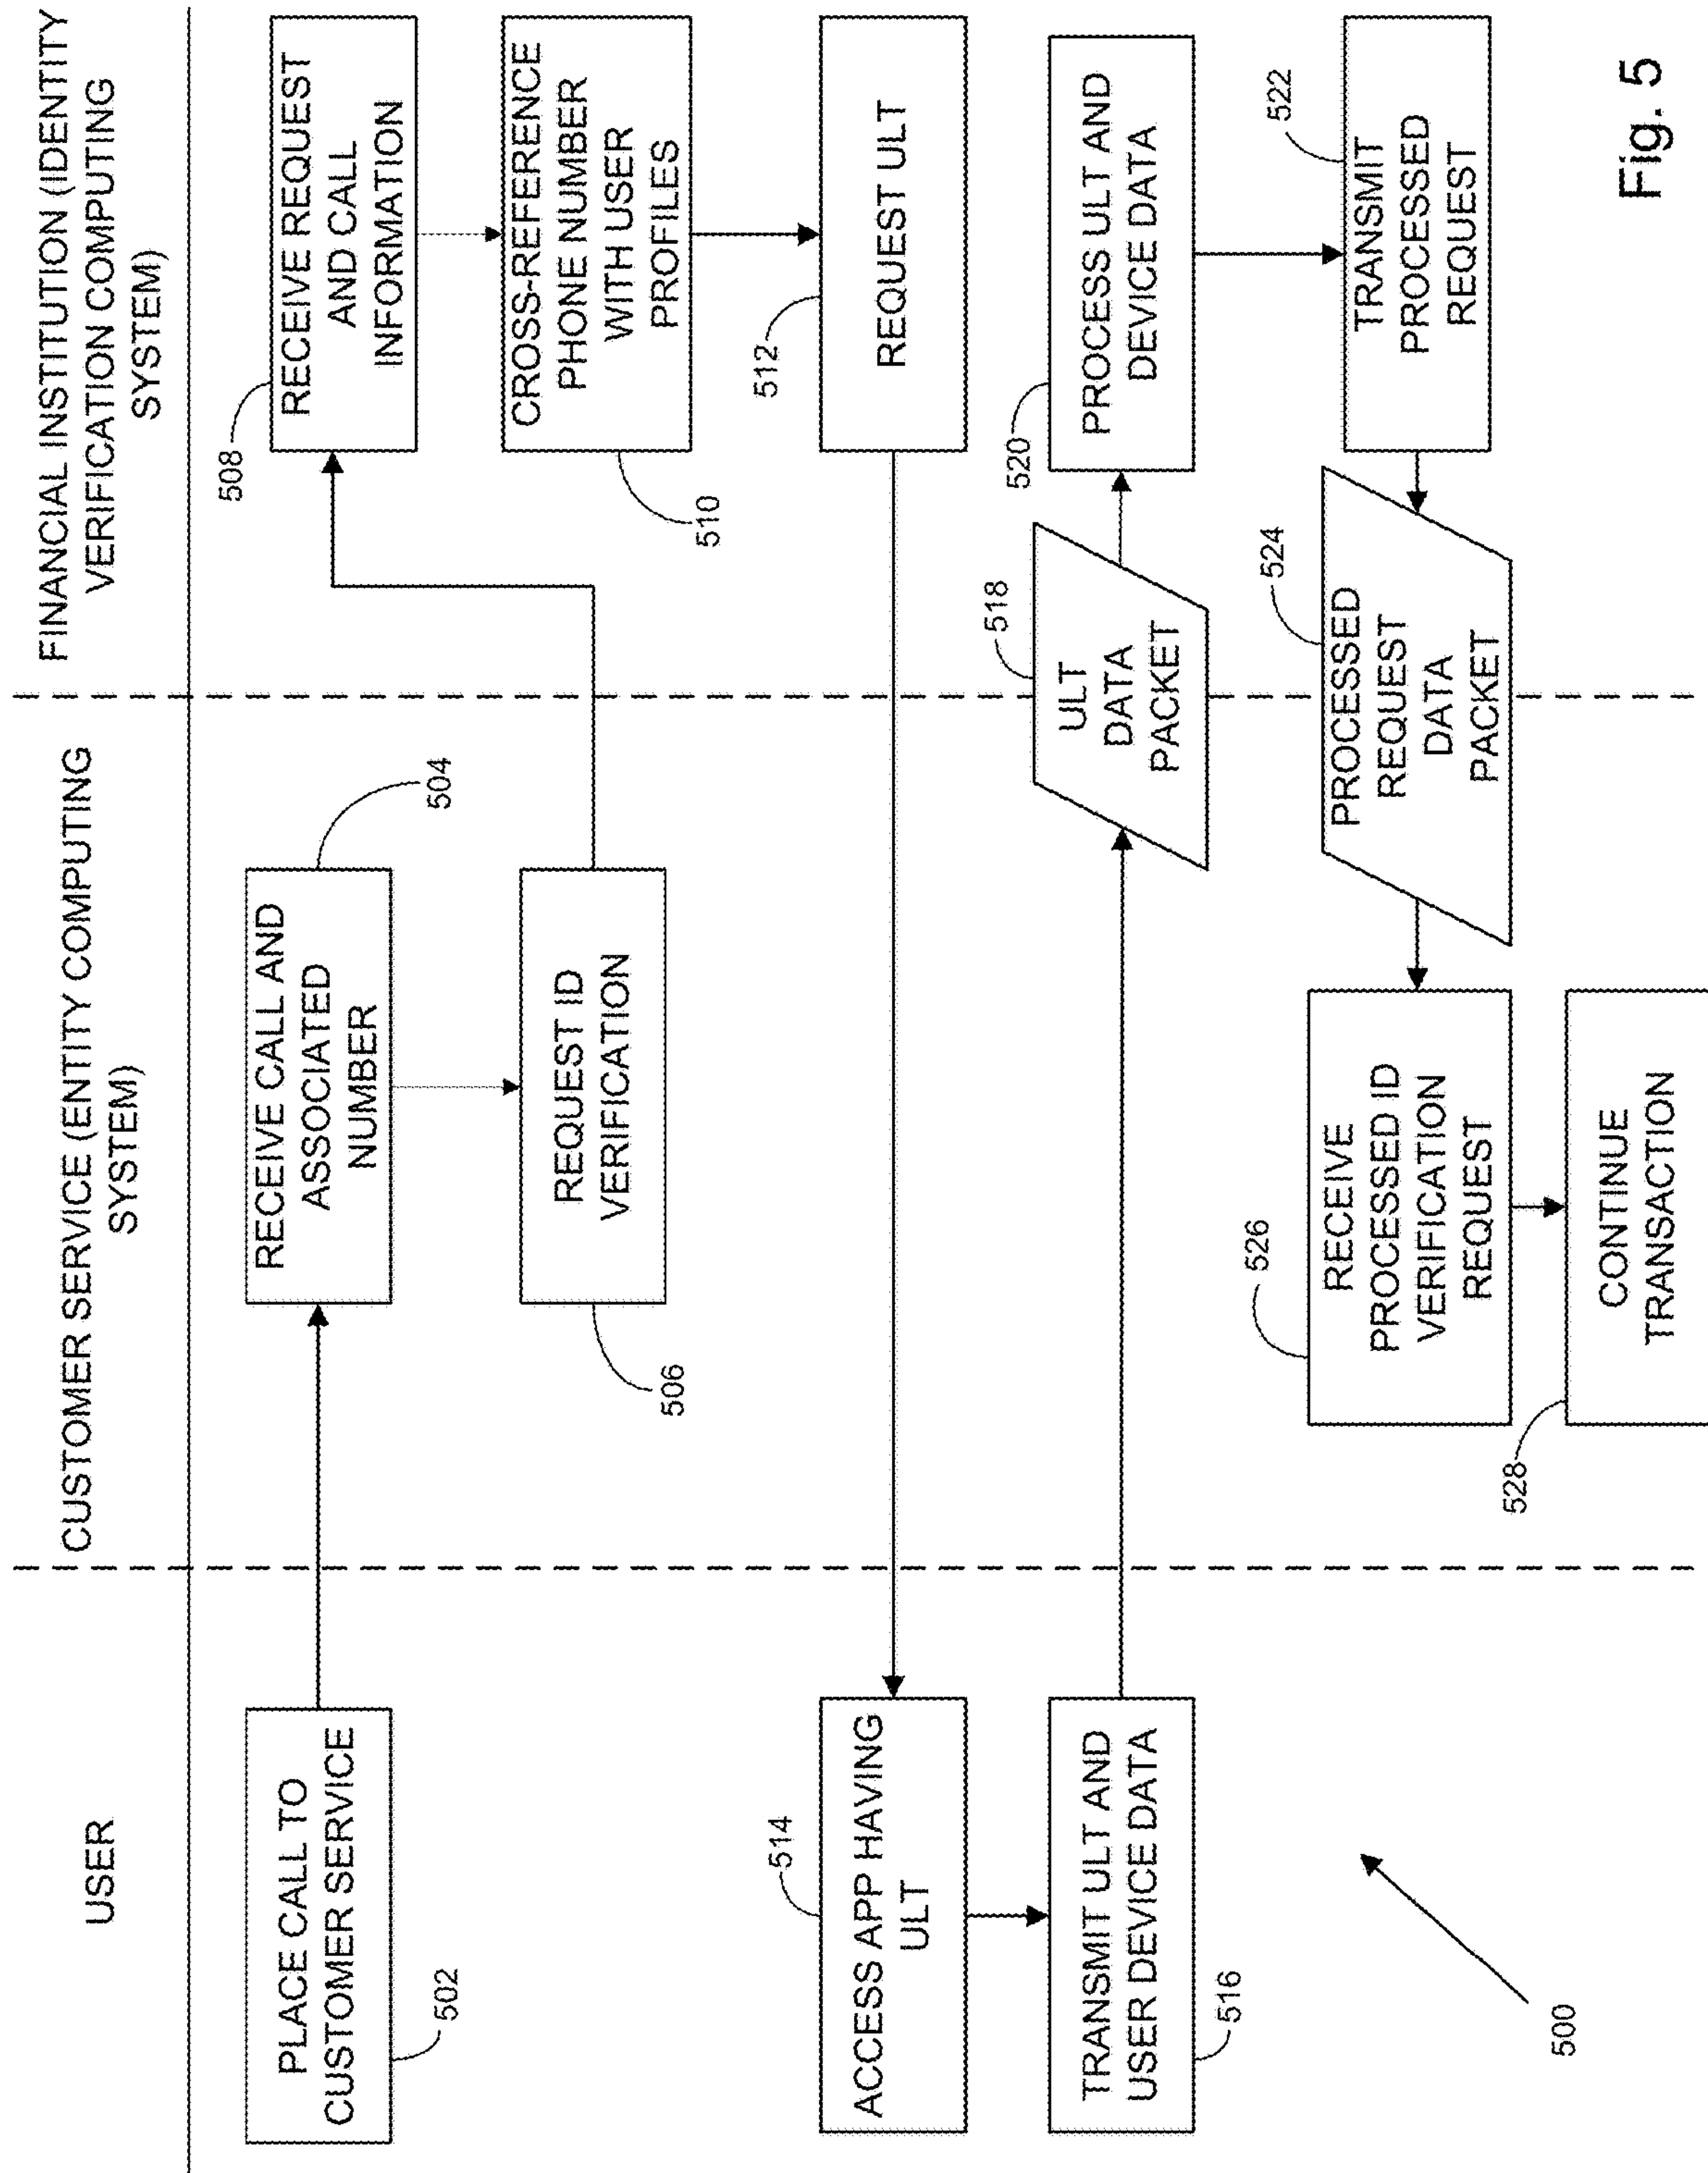 USER
CUSTOMER SERVICE (ENTITY COMPUTING
SYSTEM)
FINANCIAL INSTITUTION (IDENTITY
VERIFICATION COMPUTING
SYSTEM)
PLACE CALL TO
CUSTOMER SERVICE
502
RECEIVE CALL AND
ASSOCIATED
NUMBER
504
REQUEST ID
VERIFICATION
506
508
RECEIVE REQUEST
AND CALL
INFORMATION
CROSS-REFERENCE
PHONE NUMBER
WITH USER
PROFILES
510
512
REQUEST ULT
514
ACCESS APP HAVING
ULT
TRANSMIT ULT AND
USER DEVICE DATA
516
518
ULT
DATA
PACKET
520
PROCESS ULT AND
DEVICE DATA
522
TRANSMIT
PROCESSED
REQUEST
524
PROCESSED
REQUEST
DATA
PACKET
526
RECEIVE
PROCESSED ID
VERIFICATION
REQUEST
528
CONTINUE
TRANSACTION
500
Fig. 5